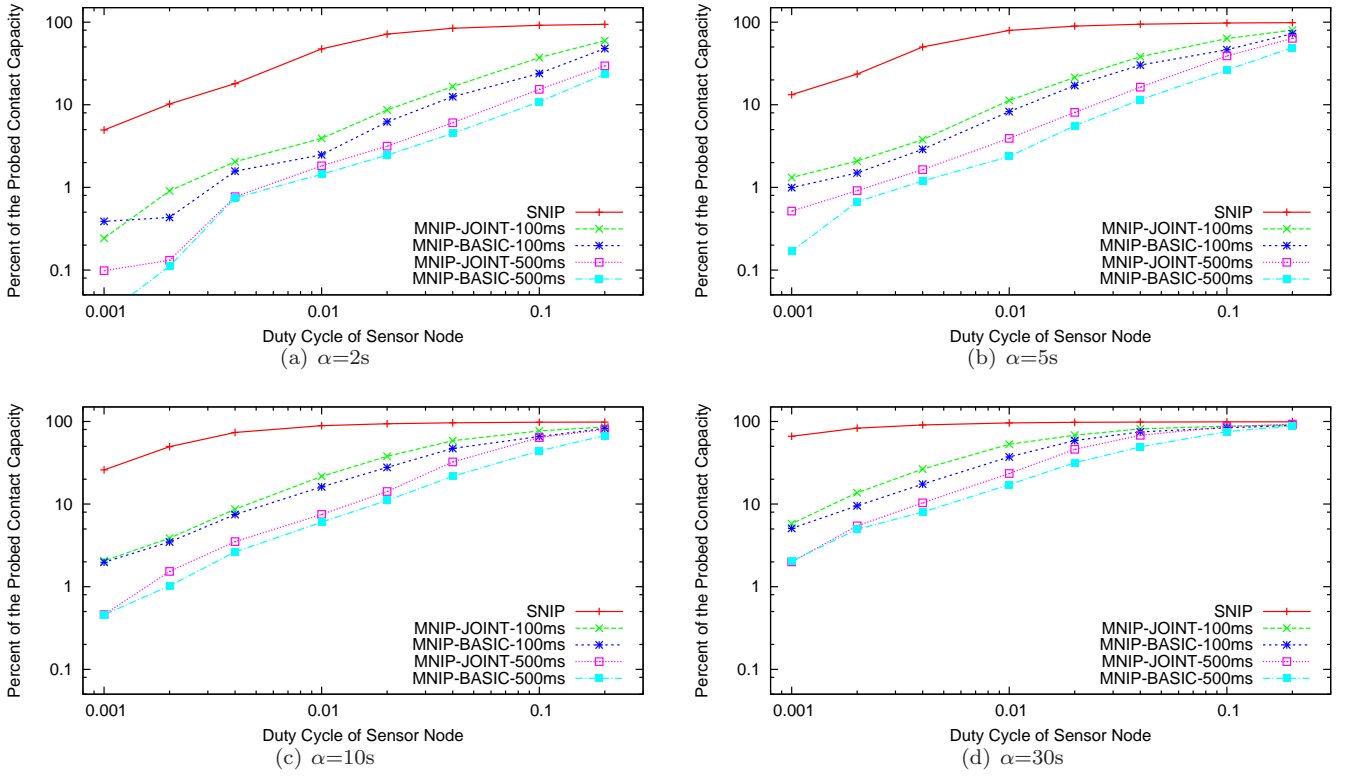 Percent of the Probed Contact Capacity
100
10
1
0.1
SNIP
MNIP-JOINT-100ms
MNIP-BASIC-100ms
MNIP-JOINT-500ms
MNIP-BASIC-500ms
0.001
0.01
0.1
Duty Cycle of Sensor Node
(a) α=2s
Percent of the Probed Contact Capacity
100
10
1
0.1
SNIP
MNIP-JOINT-100ms
MNIP-BASIC-100ms
MNIP-JOINT-500ms
MNIP-BASIC-500ms
0.001
0.01
0.1
Duty Cycle of Sensor Node
(b) α=5s
Percent of the Probed Contact Capacity
100
10
1
0.1
SNIP
MNIP-JOINT-100ms
MNIP-BASIC-100ms
MNIP-JOINT-500ms
MNIP-BASIC-500ms
0.001
0.01
0.1
Duty Cycle of Sensor Node
(c) α=10s
Percent of the Probed Contact Capacity
100
10
1
0.1
SNIP
MNIP-JOINT-100ms
MNIP-BASIC-100ms
MNIP-JOINT-500ms
MNIP-BASIC-500ms
0.001
0.01
0.1
Duty Cycle of Sensor Node
(d) α=30s